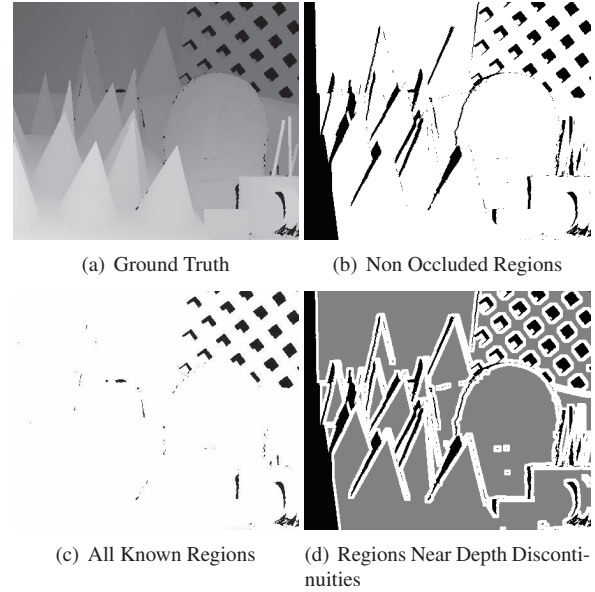 (a) Ground Truth
(b) Non Occluded Regions
(c) All Known Regions
(d) Regions Near Depth Disconti-
nuities